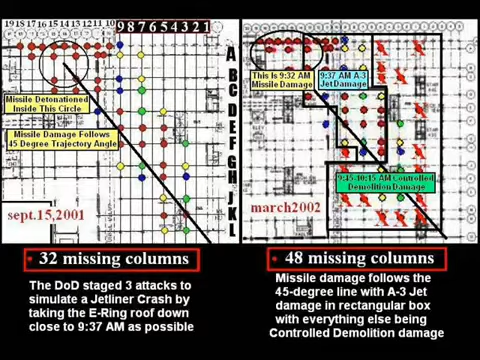 19 18 17 16 15 14 13 12 11 10 9 8 7 6 5 4 3 2 1
A
B
C
D
E
F
G
H
J
K
L
Missile Detonationed
Inside This Circle
Missile Damage Follows
45 Degree Trajectory Angle
sept.15,2001
This Is 9:32 AM
Missile Damage
9:37 AM A-3
Jet Damage
9:45-10:15 AM Controlled
Demolition Damage
march2002
32 missing columns
The DoD staged 3 attacks to
simulate a Jetliner Crash by
taking the E-Ring roof down
close to 9:37 AM as possible
48 missing columns
Missile damage follows the
45-degree line with A-3 Jet
damage in rectangular box
with everything else being
Controlled Demolition damage